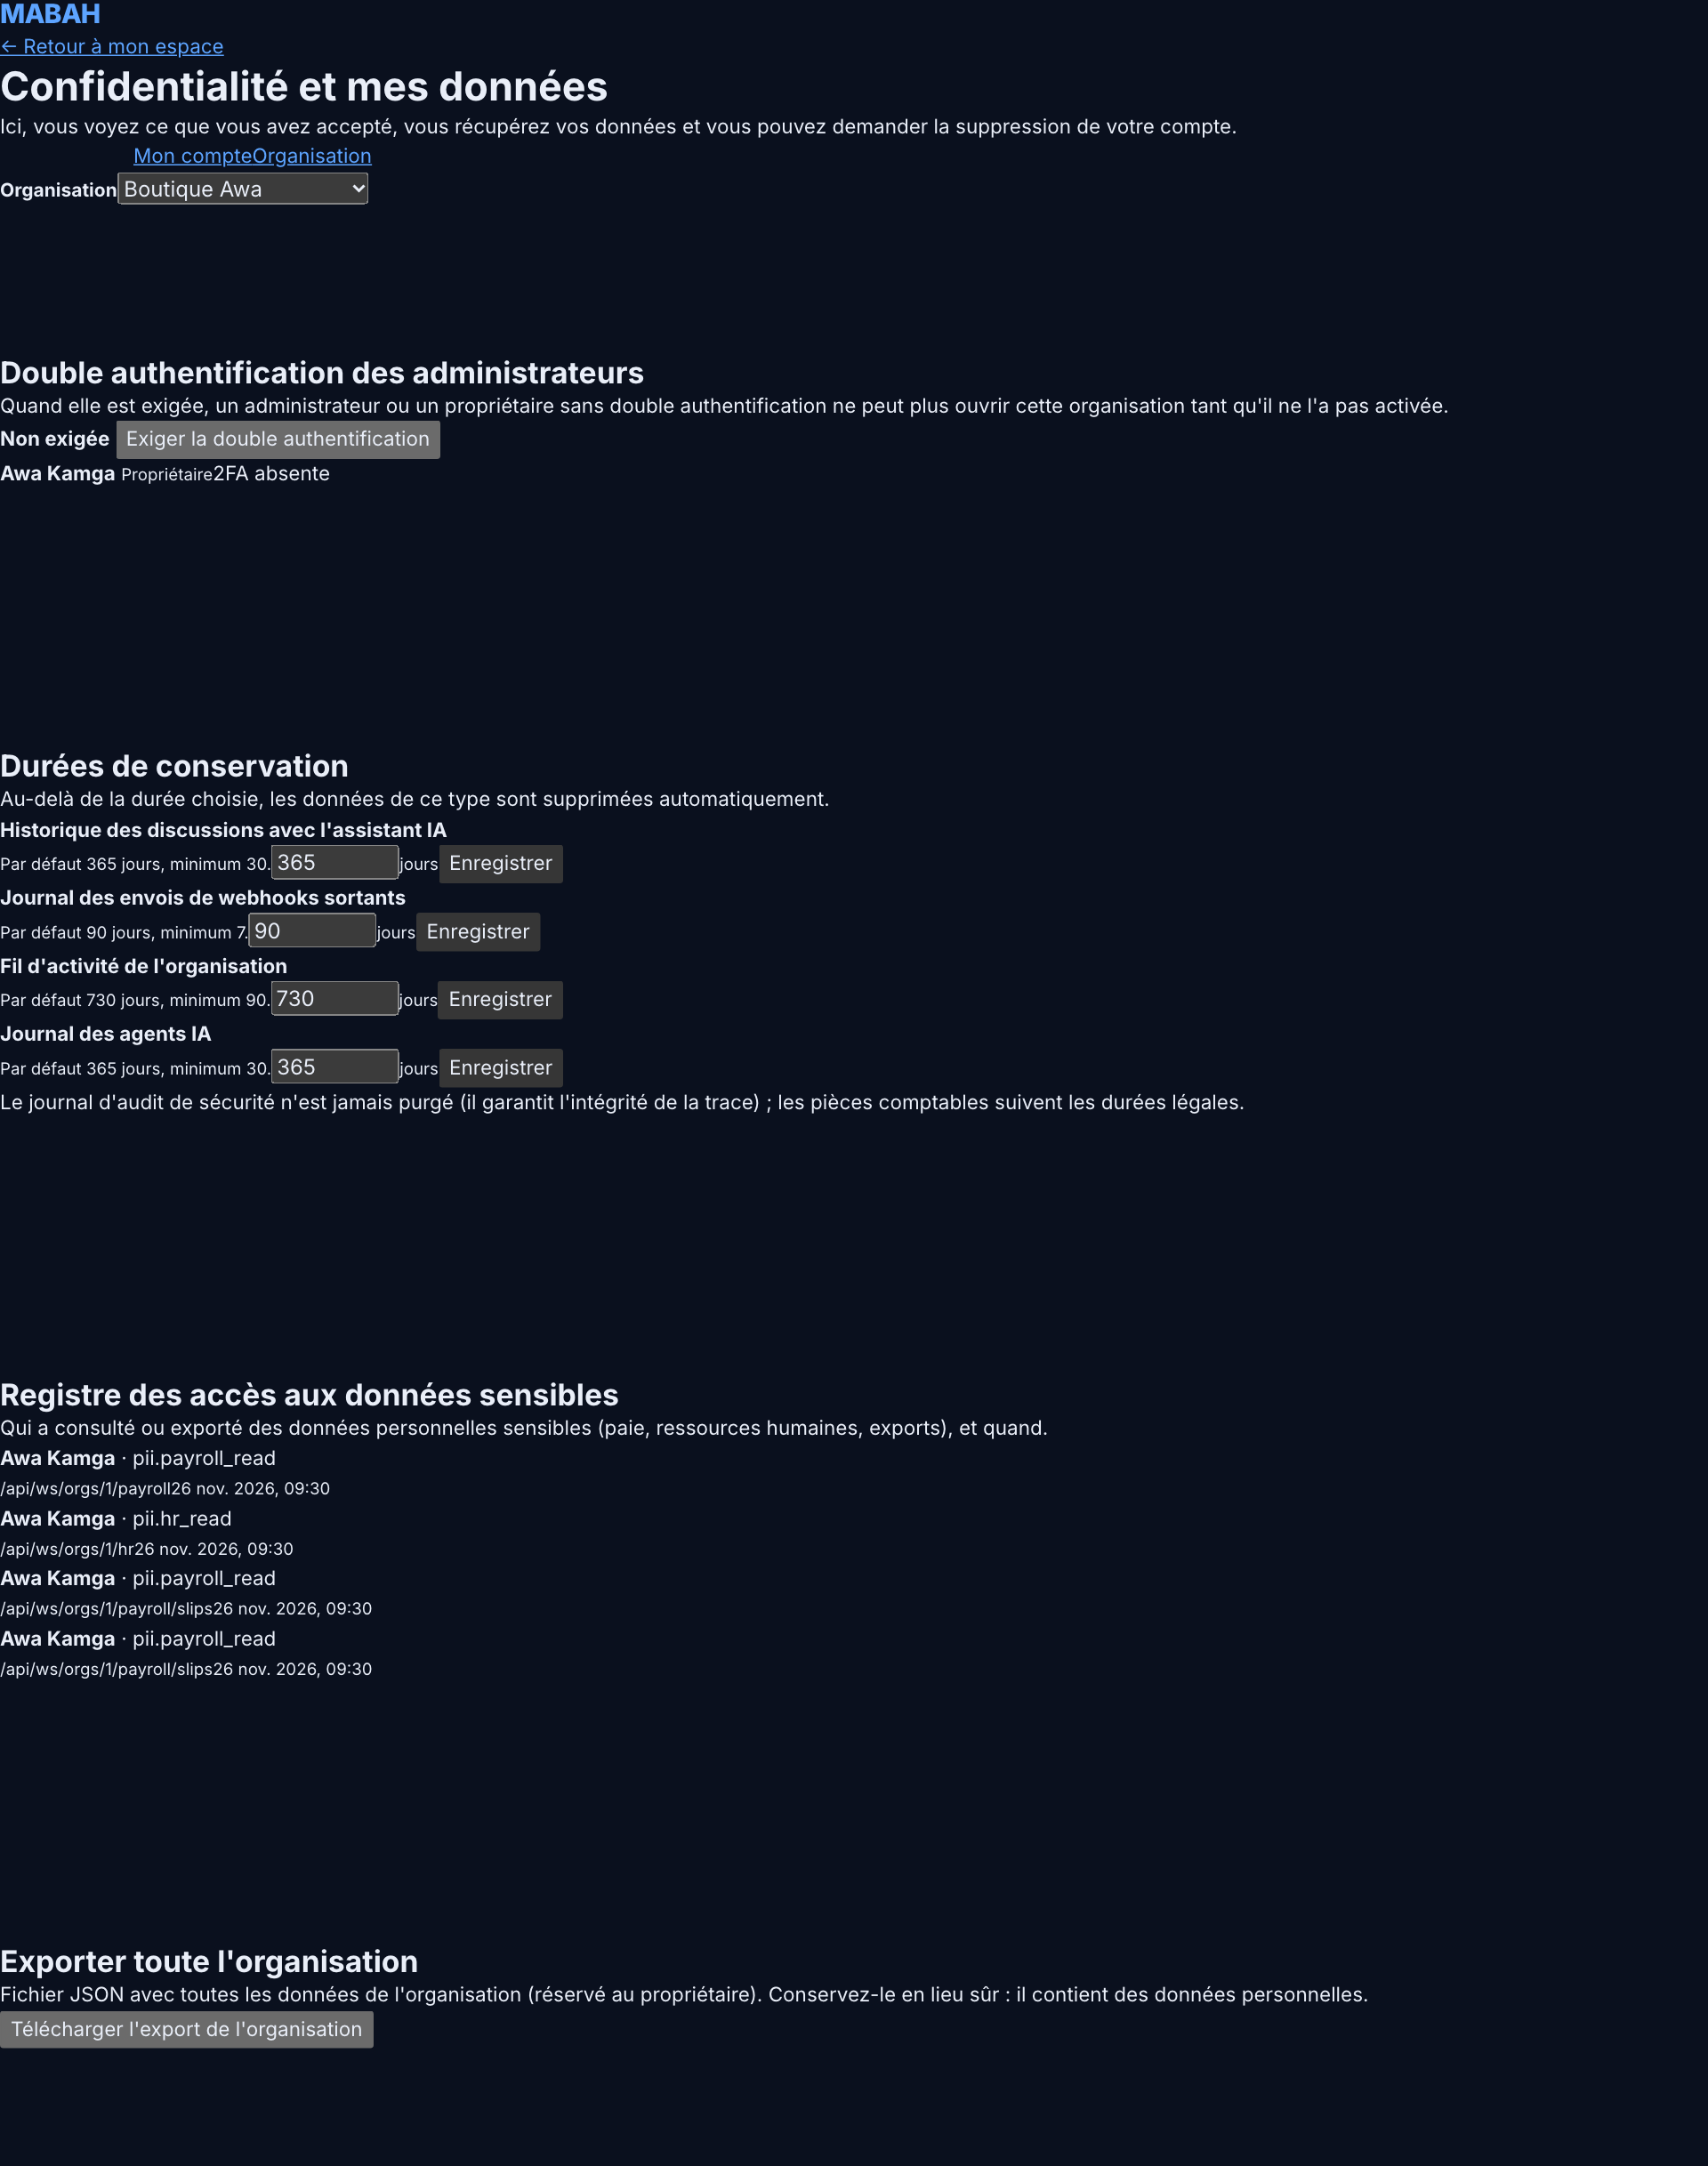 MABAH
← Retour à mon espace
Confidentialité et mes données
Ici, vous voyez ce que vous avez accepté, vous récupérez vos données et vous pouvez demander la suppression de votre compte.
Mon compteOrganisation
Organisation Boutique Awa
Double authentification des administrateurs
Quand elle est exigée, un administrateur ou un propriétaire sans double authentification ne peut plus ouvrir cette organisation tant qu'il ne l'a pas activée.
Non exigée Exiger la double authentification
Awa Kamga Propriétaire2FA absente
Durées de conservation
Au-delà de la durée choisie, les données de ce type sont supprimées automatiquement.
Historique des discussions avec l'assistant IA
Par défaut 365 jours, minimum 30. 365 jours Enregistrer
Journal des envois de webhooks sortants
Par défaut 90 jours, minimum 7. 90 jours Enregistrer
Fil d'activité de l'organisation
Par défaut 730 jours, minimum 90. 730 jours Enregistrer
Journal des agents IA
Par défaut 365 jours, minimum 30. 365 jours Enregistrer
Le journal d'audit de sécurité n'est jamais purgé (il garantit l'intégrité de la trace) ; les pièces comptables suivent les durées légales.
Registre des accès aux données sensibles
Qui a consulté ou exporté des données personnelles sensibles (paie, ressources humaines, exports), et quand.
Awa Kamga · pii.payroll_read
/api/ws/orgs/1/payroll26 nov. 2026, 09:30
Awa Kamga · pii.hr_read
/api/ws/orgs/1/hr26 nov. 2026, 09:30
Awa Kamga · pii.payroll_read
/api/ws/orgs/1/payroll/slips26 nov. 2026, 09:30
Awa Kamga · pii.payroll_read
/api/ws/orgs/1/payroll/slips26 nov. 2026, 09:30
Exporter toute l'organisation
Fichier JSON avec toutes les données de l'organisation (réservé au propriétaire). Conservez-le en lieu sûr : il contient des données personnelles.
Télécharger l'export de l'organisation